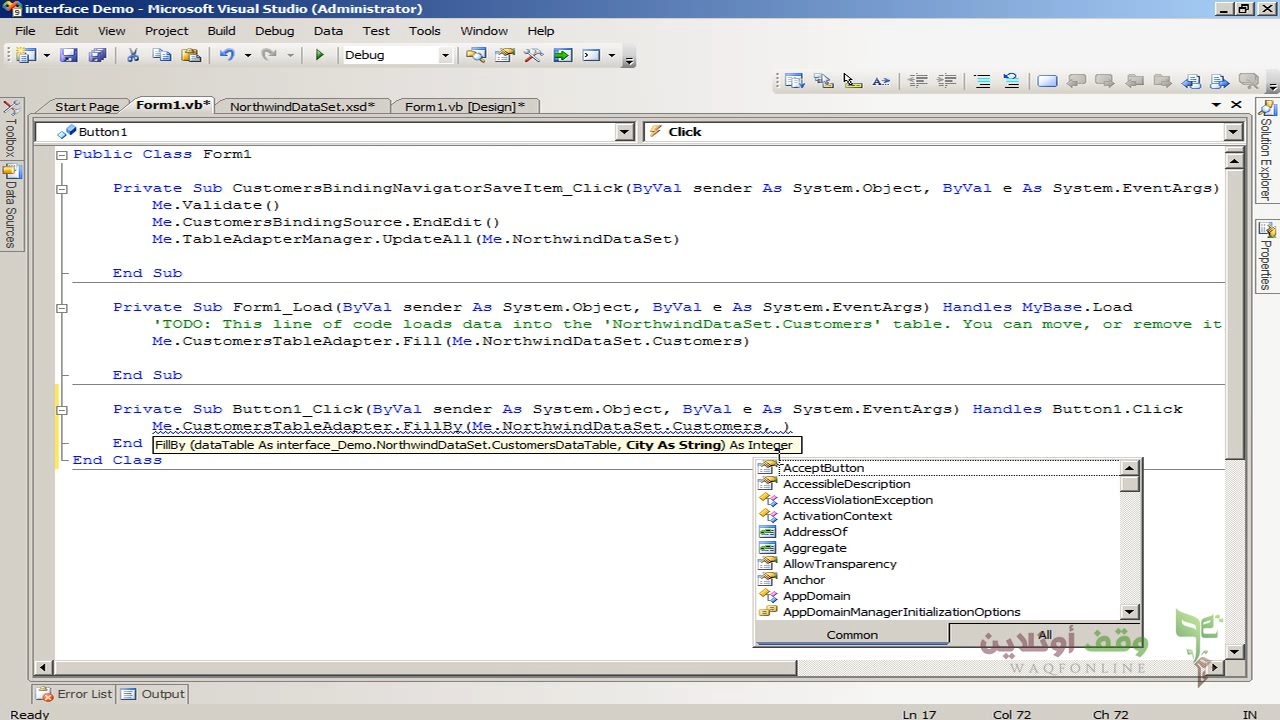 interface Demo - Microsoft Visual Studio (Administrator)
File Edit View Project Build Debug Data Test Tools Window Help
Debug
Start Page Form1.vb* NorthwindDataSet.xsd* Form1.vb [Design]*
Toolbox
Data Sources
Solution Explorer
Properties
Button1 Click
Public Class Form1
Private Sub CustomersBindingNavigatorSaveItem_Click(ByVal sender As System.Object, ByVal e As System.EventArgs)
Me.Validate()
Me.CustomersBindingSource.EndEdit()
Me.TableAdapterManager.UpdateAll(Me.NorthwindDataSet)
End Sub
Private Sub Form1_Load(ByVal sender As System.Object, ByVal e As System.EventArgs) Handles MyBase.Load
'TODO: This line of code loads data into the 'NorthwindDataSet.Customers' table. You can move, or remove it
Me.CustomersTableAdapter.Fill(Me.NorthwindDataSet.Customers)
End Sub
Private Sub Button1_Click(ByVal sender As System.Object, ByVal e As System.EventArgs) Handles Button1.Click
Me.CustomersTableAdapter.FillBy(Me.NorthwindDataSet.Customers, )
End
FillBy (dataTable As interface_Demo.NorthwindDataSet.CustomersDataTable, City As String) As Integer
End Class
AcceptButton
AccessibleDescription
AccessViolationException
ActivationContext
AddressOf
Aggregate
AllowTransparency
Anchor
AppDomain
AppDomainManagerInitializationOptions
Common All
وقف أونلاين
WAQFONLINE
Error List Output
Ready Ln 17 Col 72 Ch 72 IN